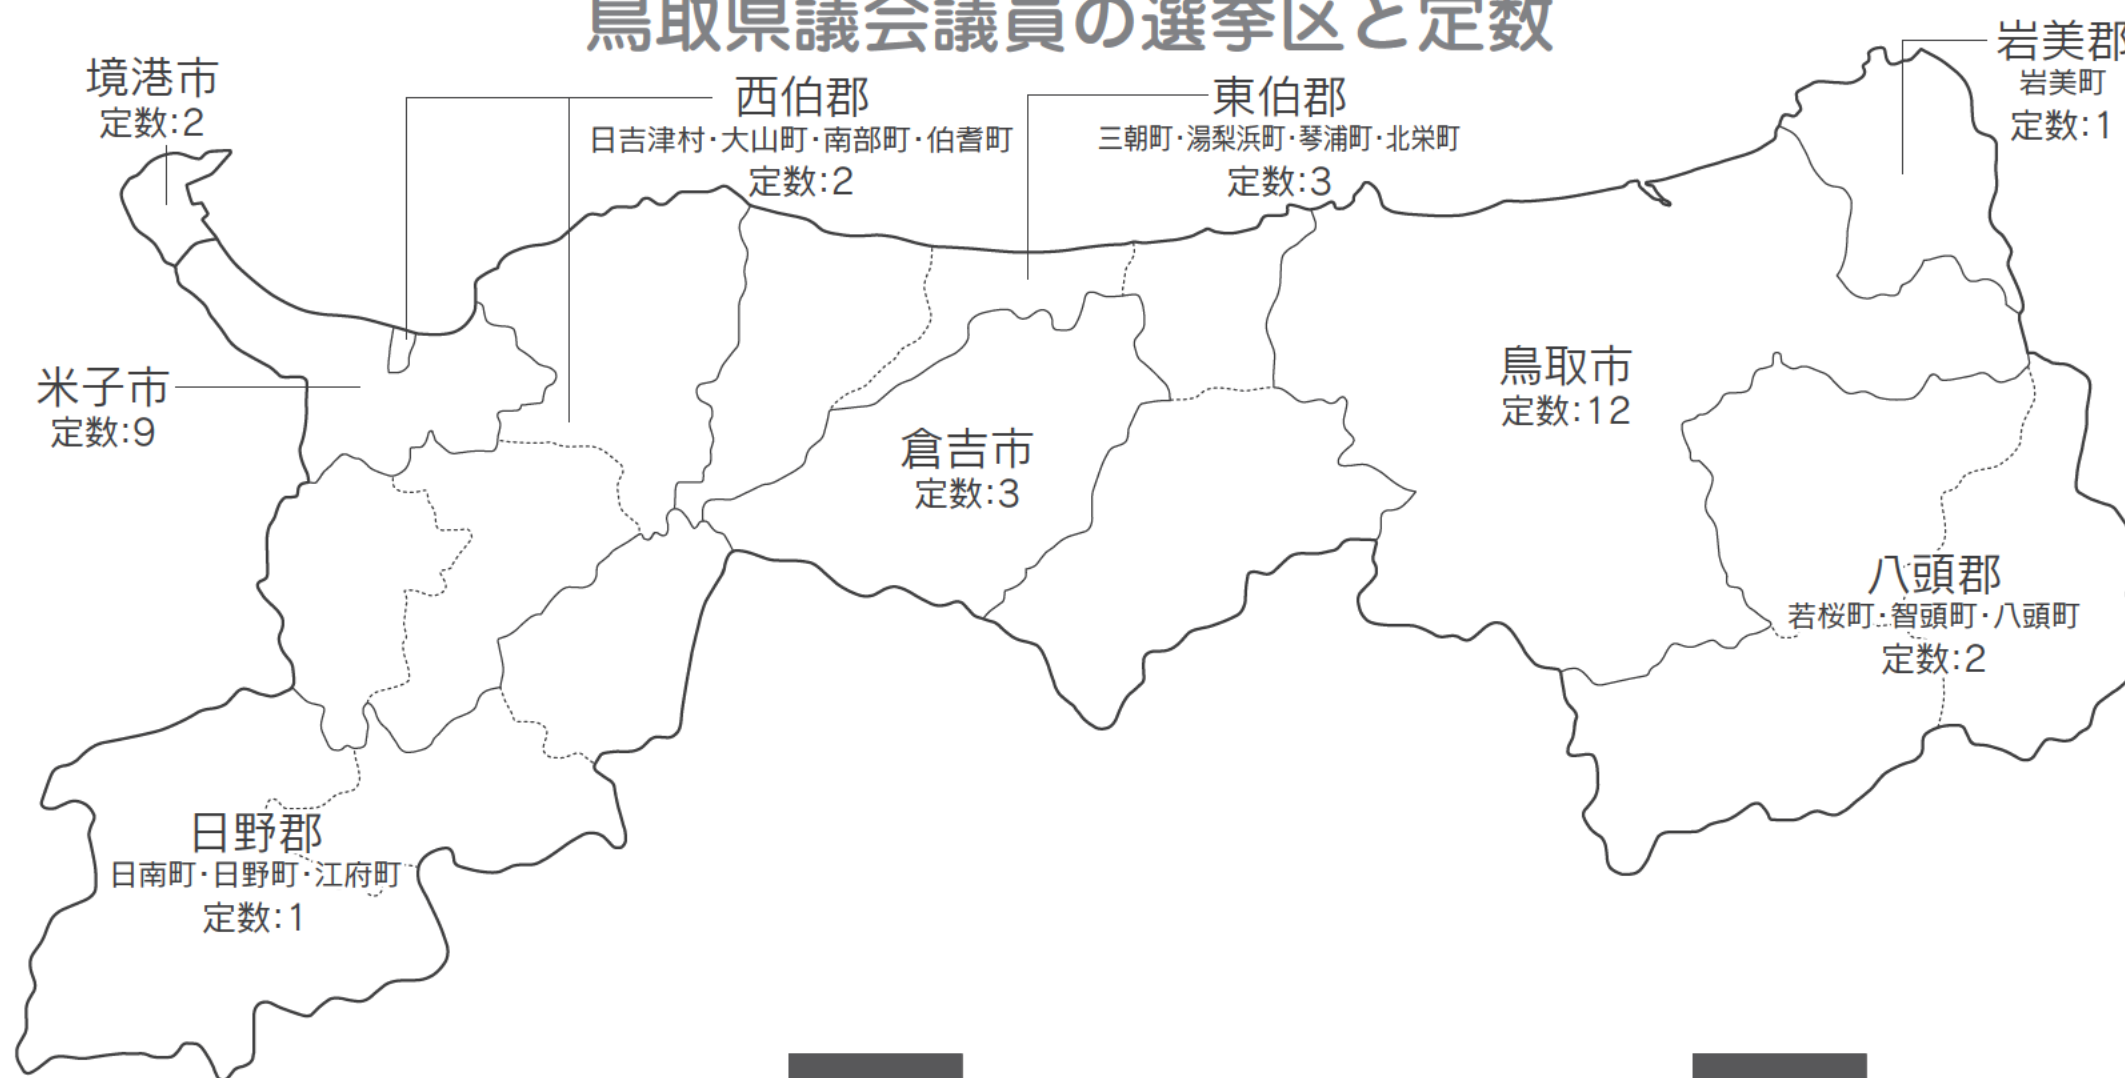 鳥取県議会議員の選挙区と定数
境港市
定数:2
西伯郡
日吉津村・大山町・南部町・伯耆町
定数:2
東伯郡
三朝町・湯梨浜町・琴浦町・北栄町
定数:3
岩美郡
岩美町
定数:1
米子市
定数:9
倉吉市
定数:3
鳥取市
定数:12
八頭郡
若桜町・智頭町・八頭町
定数:2
日野郡
日南町・日野町・江府町
定数:1